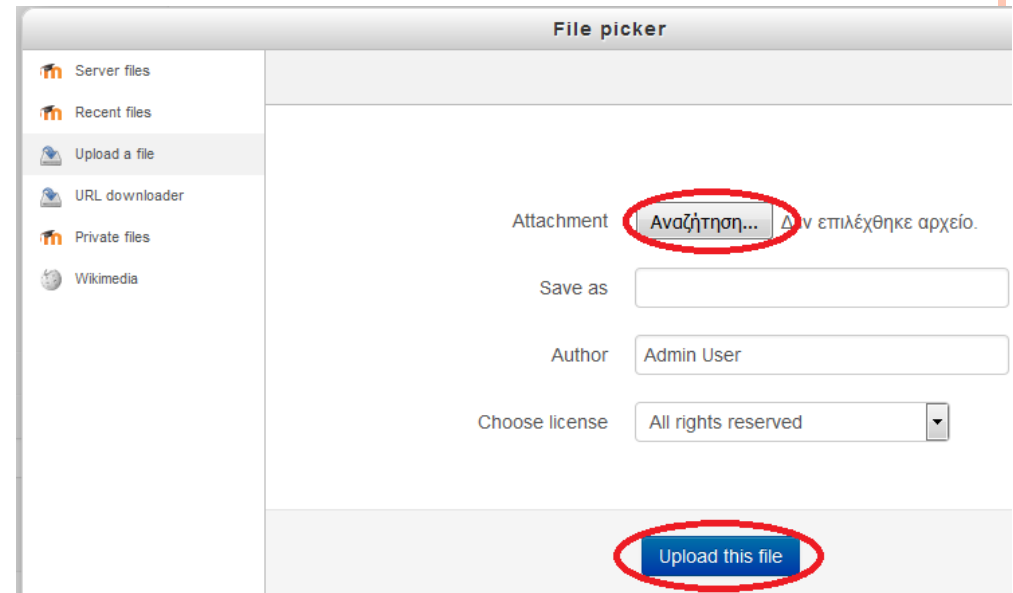 File picker
Server files
Recent files
Upload a file
URL downloader
Private files
Wikimedia
Attachment Αναζήτηση... Δεν επιλέχθηκε αρχείο.
Save as
Author Admin User
Choose license All rights reserved
Upload this file